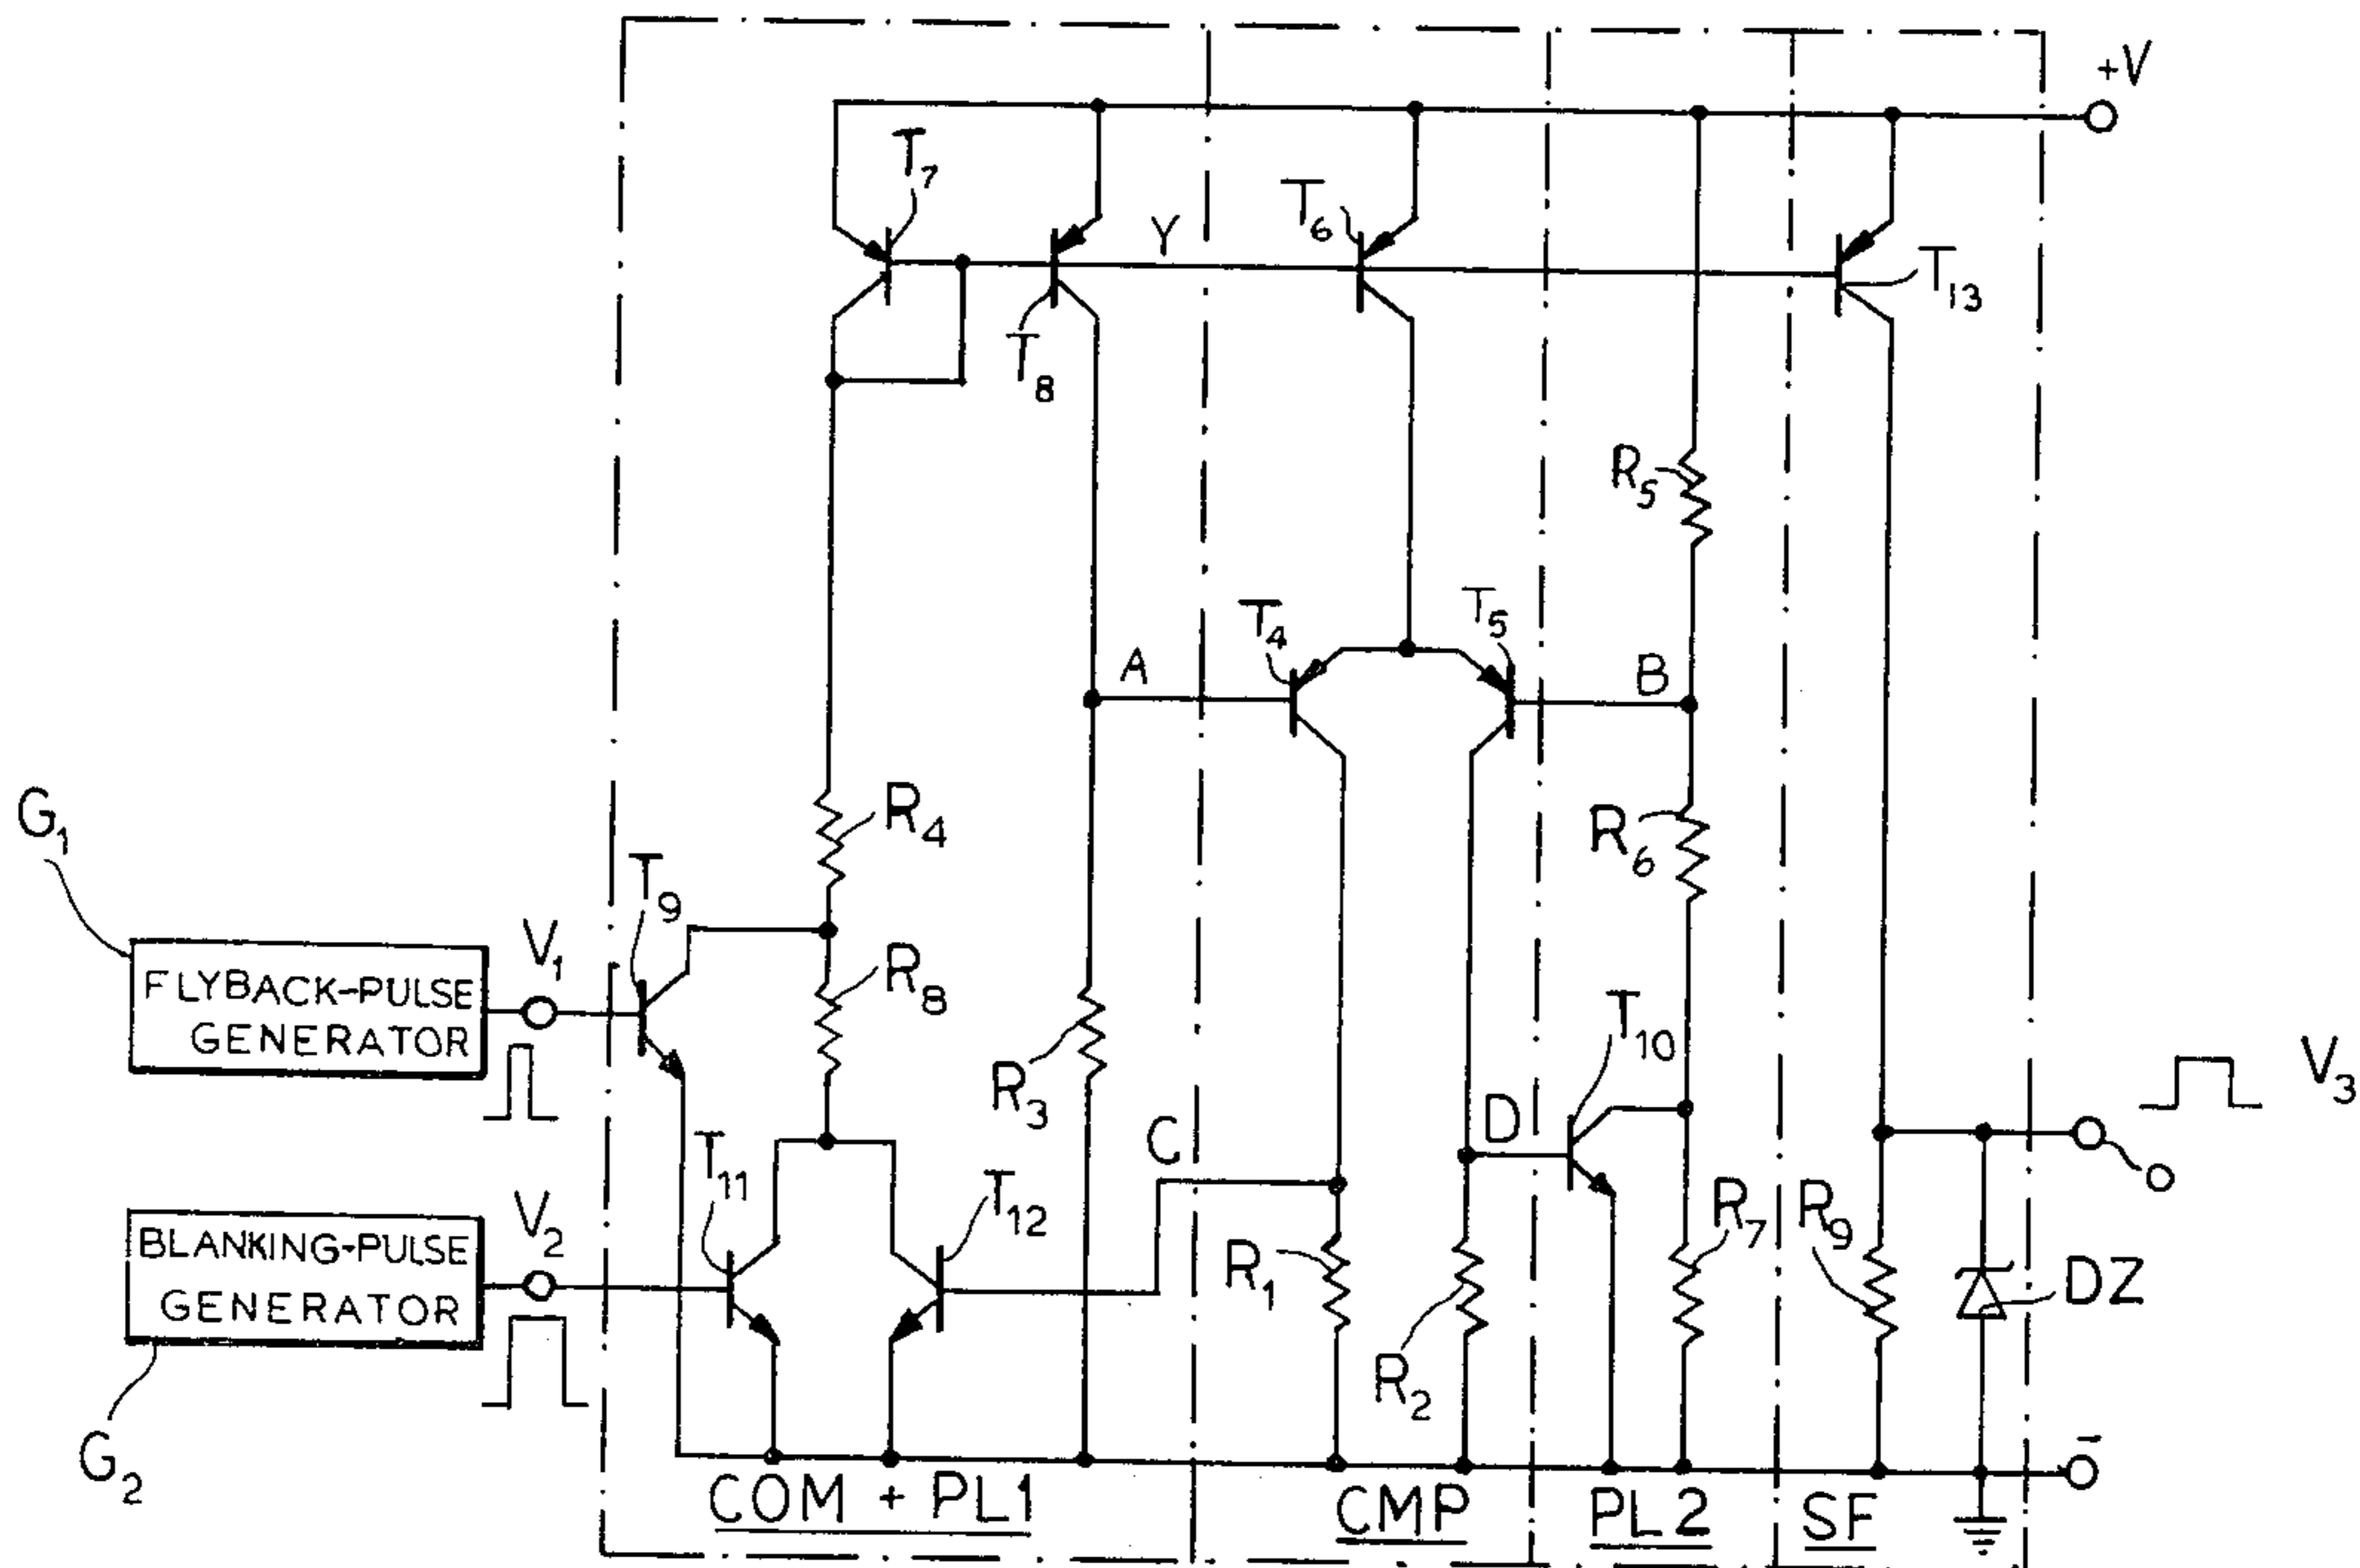 +V
T7
T8
Y
T6
T13
R5
T4
T5
A
B
G1
R4
R6
T9
V1
FLYBACK-PULSE
GENERATOR
R8
R3
T10
V3
T11
C
D
T12
O
V2
R1
R2
R7
R9
DZ
BLANKING-PULSE
GENERATOR
G2
COM + PL1
CMP
PL2
SF
-